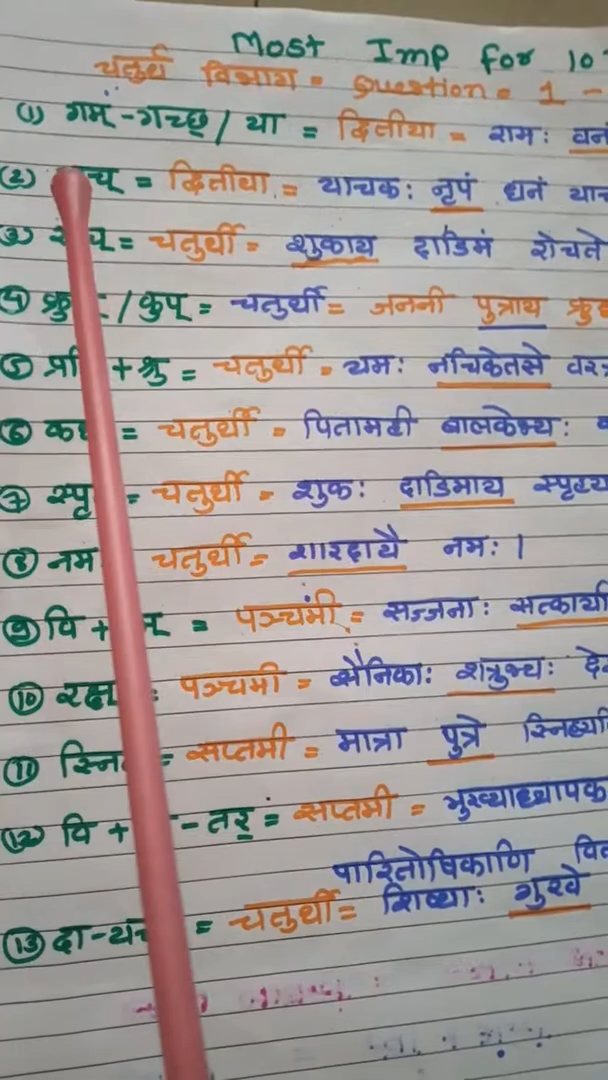 Most Imp for 10
चतुर्थ विभाग = Question = 1 -
(1) गम् -गच्छ् / या = द्वितीया = रामः वनं
(2) च् = द्वितीया = याचकः नृपं धनं याच
(3) च् = चतुर्थी = शुकाय दाडिमं रोचते
(4) क्रु / कुप् = चतुर्थी = जननी पुत्राय क्रुध
(5) प्र + श्रु = चतुर्थी = यमः नचिकेतसे वर
(6) क = चतुर्थी = पितामही बालकेभ्यः
(7) स्पृ = चतुर्थी = शुकः दाडिमाय स्पृहय
(8) नम चतुर्थी = शारदायै नमः ।
(9) वि + म् = पञ्चमी = सज्जनाः सत्कार्या
(10) रक्ष : पञ्चमी = सैनिकाः शत्रुभ्यः दे
(11) स्नि = सप्तमी = मात्रा पुत्रे स्निह्य
(12) वि + - तर् = सप्तमी = मुख्याध्यापक
पारितोषिकाणि वित
(13) दा-यच = चतुर्थी = शिष्याः गुरवे